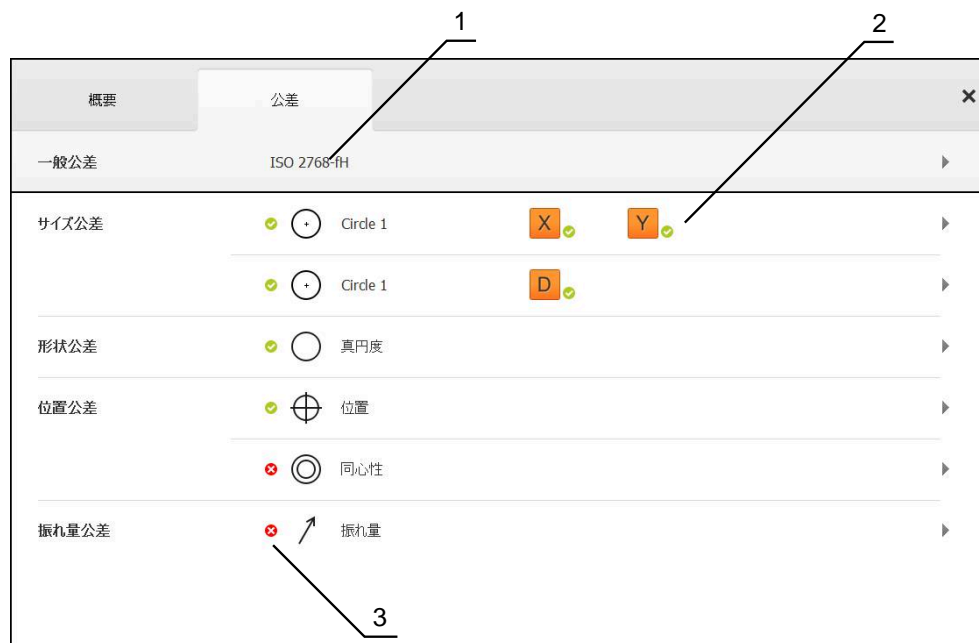 1
2
概要 公差
一般公差 ISO 2768-fH
サイズ公差 Circle 1 X Y
Circle 1 D
形状公差 真円度
位置公差 位置
同心性
振れ量公差 振れ量
3